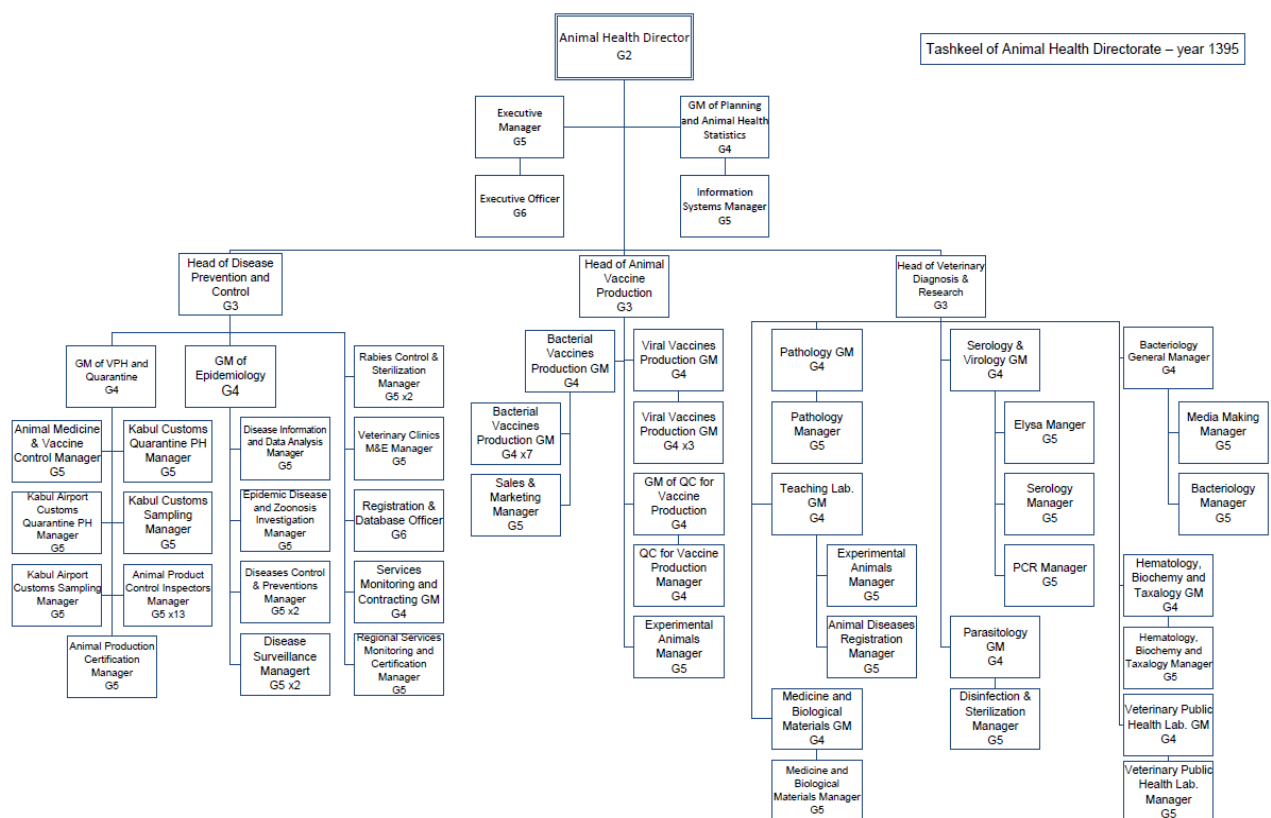 Animal Health Director
G2
Tashkeel of Animal Health Directorate – year 1395
Executive
Manager
G5
GM of Planning
and Animal Health
Statistics
G4
Executive Officer
G6
Information
Systems Manager
G5
Head of Disease
Prevention and
Control
G3
Head of Animal
Vaccine
Production
G3
Head of Veterinary
Diagnosis &
Research
G3
GM of VPH and
Quarantine
G4
GM of
Epidemiology
G4
Rabies Control &
Sterilization
Manager
G5 x2
Animal Medicine
& Vaccine
Control Manager
G5
Kabul Customs
Quarantine PH
Manager
G5
Kabul Airport
Customs
Quarantine PH
Manager
G5
Kabul Customs
Sampling
Manager
G5
Kabul Airport
Customs Sampling
Manager
G5
Animal Product
Control Inspectors
Manager
G5 x13
Animal Production
Certification
Manager
G5
Disease Information
and Data Analysis
Manager
G5
Epidemic Disease
and Zoonosis
Investigation
Manager
G5
Diseases Control
& Preventions
Manager
G5 x2
Disease
Surveillance
Managert
G5 x2
Veterinary Clinics
M&E Manager
G5
Registration &
Database Officer
G6
Services
Monitoring and
Contracting GM
G4
Regional Services
Monitoring and
Certification
Manager
G5
Bacterial
Vaccines
Production GM
G4
Bacterial
Vaccines
Production GM
G4 x7
Sales &
Marketing
Manager
G5
Viral Vaccines
Production GM
G4
Viral Vaccines
Production GM
G4 x3
GM of QC for
Vaccine
Production
G4
QC for Vaccine
Production
Manager
G4
Experimental
Animals
Manager
G5
Pathology GM
G4
Pathology
Manager
G5
Teaching Lab.
GM
G4
Experimental
Animals
Manager
G5
Animal Diseases
Registration
Manager
G5
Medicine and
Biological
Materials GM
G4
Medicine and
Biological
Materials Manager
G5
Serology &
Virology GM
G4
Elysa Manger
G5
Serology
Manager
G5
PCR Manager
G5
Parasitology
GM
G4
Disinfection &
Sterilization
Manager
G5
Bacteriology
General Manager
G4
Media Making
Manager
G5
Bacteriology
Manager
G5
Hematology,
Biochemy and
Taxalogy GM
G4
Hematology,
Biochemy and
Taxalogy Manager
G5
Veterinary Public
Health Lab. GM
G4
Veterinary Public
Health Lab.
Manager
G5